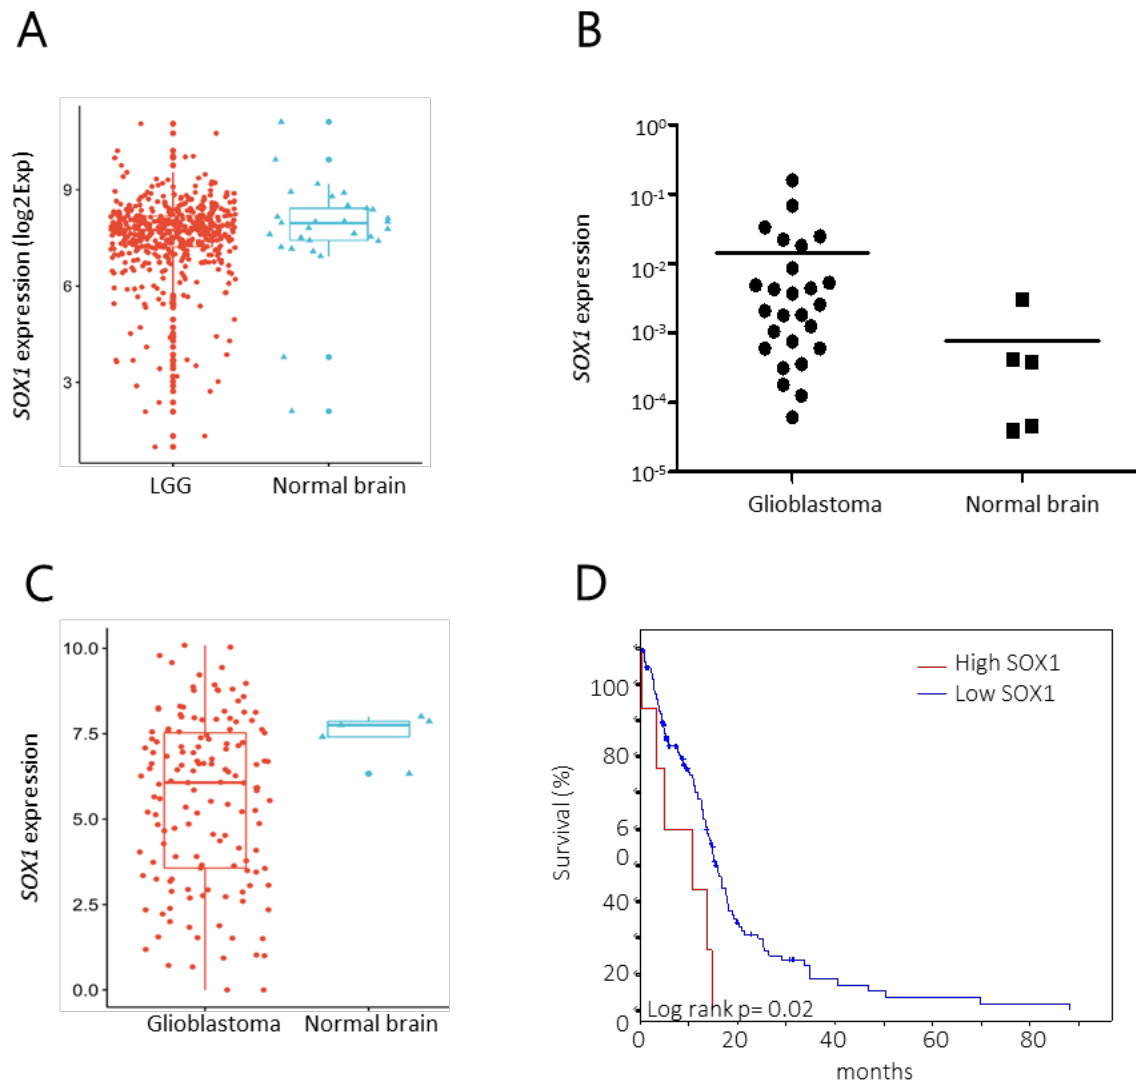 A
SOX1 expression (log2Exp)
9
6
3
LGG
Normal brain
B
SOX1 expression
10^0
10^-1
10^-2
10^-3
10^-4
10^-5
Glioblastoma
Normal brain
C
SOX1 expression
10.0
7.5
5.0
2.5
0.0
Glioblastoma
Normal brain
D
Survival (%)
100
80
6
0
40
20
0
High SOX1
Low SOX1
Log rank p= 0.02
0
20
40
60
80
months